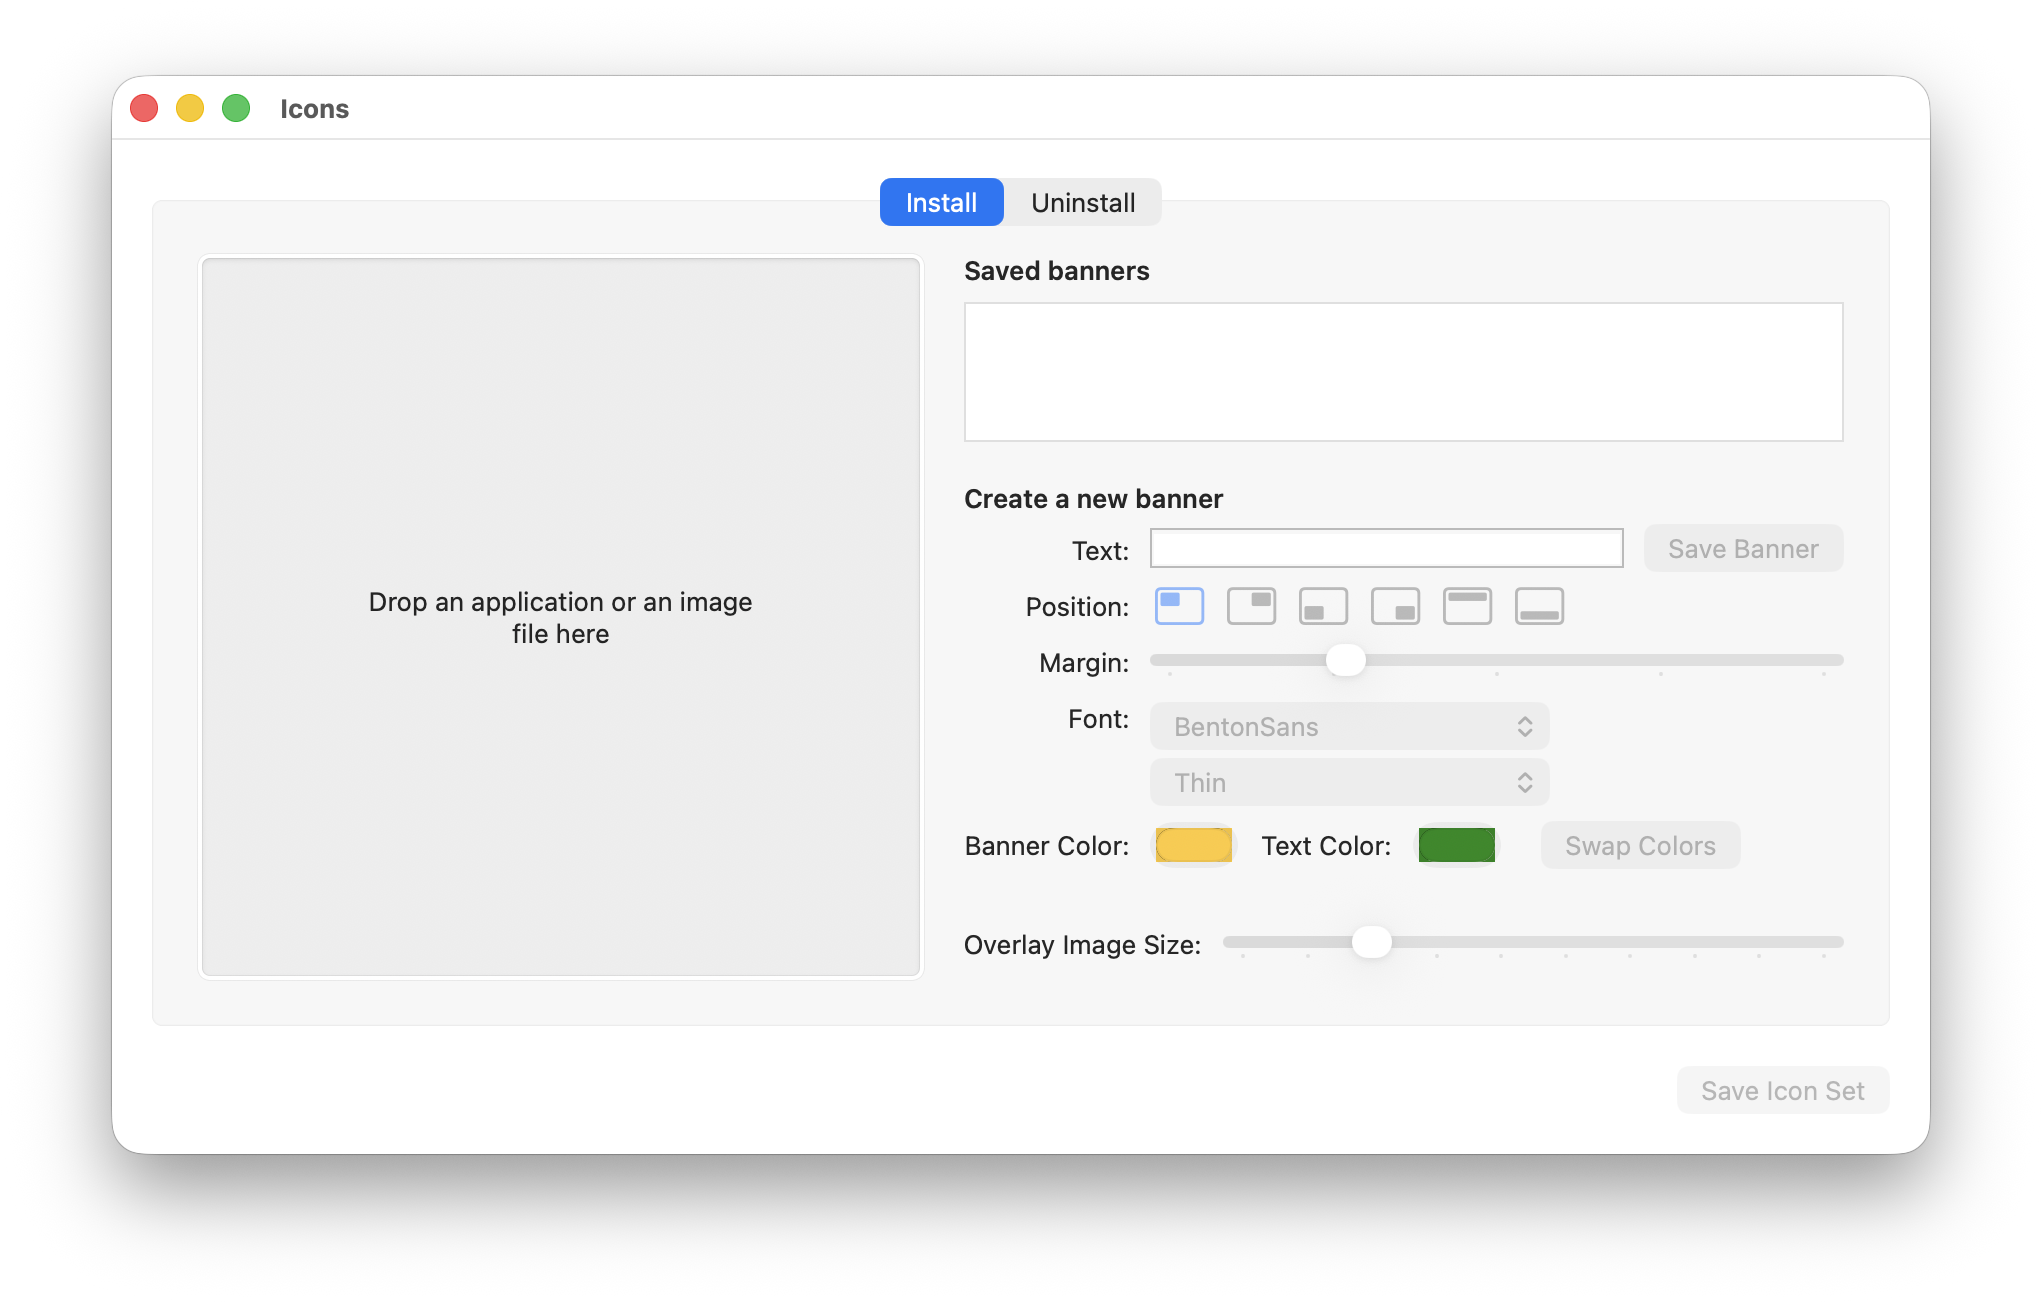 Icons
Install
Uninstall
Drop an application or an image
file here
Saved banners
Create a new banner
Text:
Save Banner
Position:
Margin:
Font:
BentonSans
Thin
Banner Color:
Text Color:
Swap Colors
Overlay Image Size:
Save Icon Set